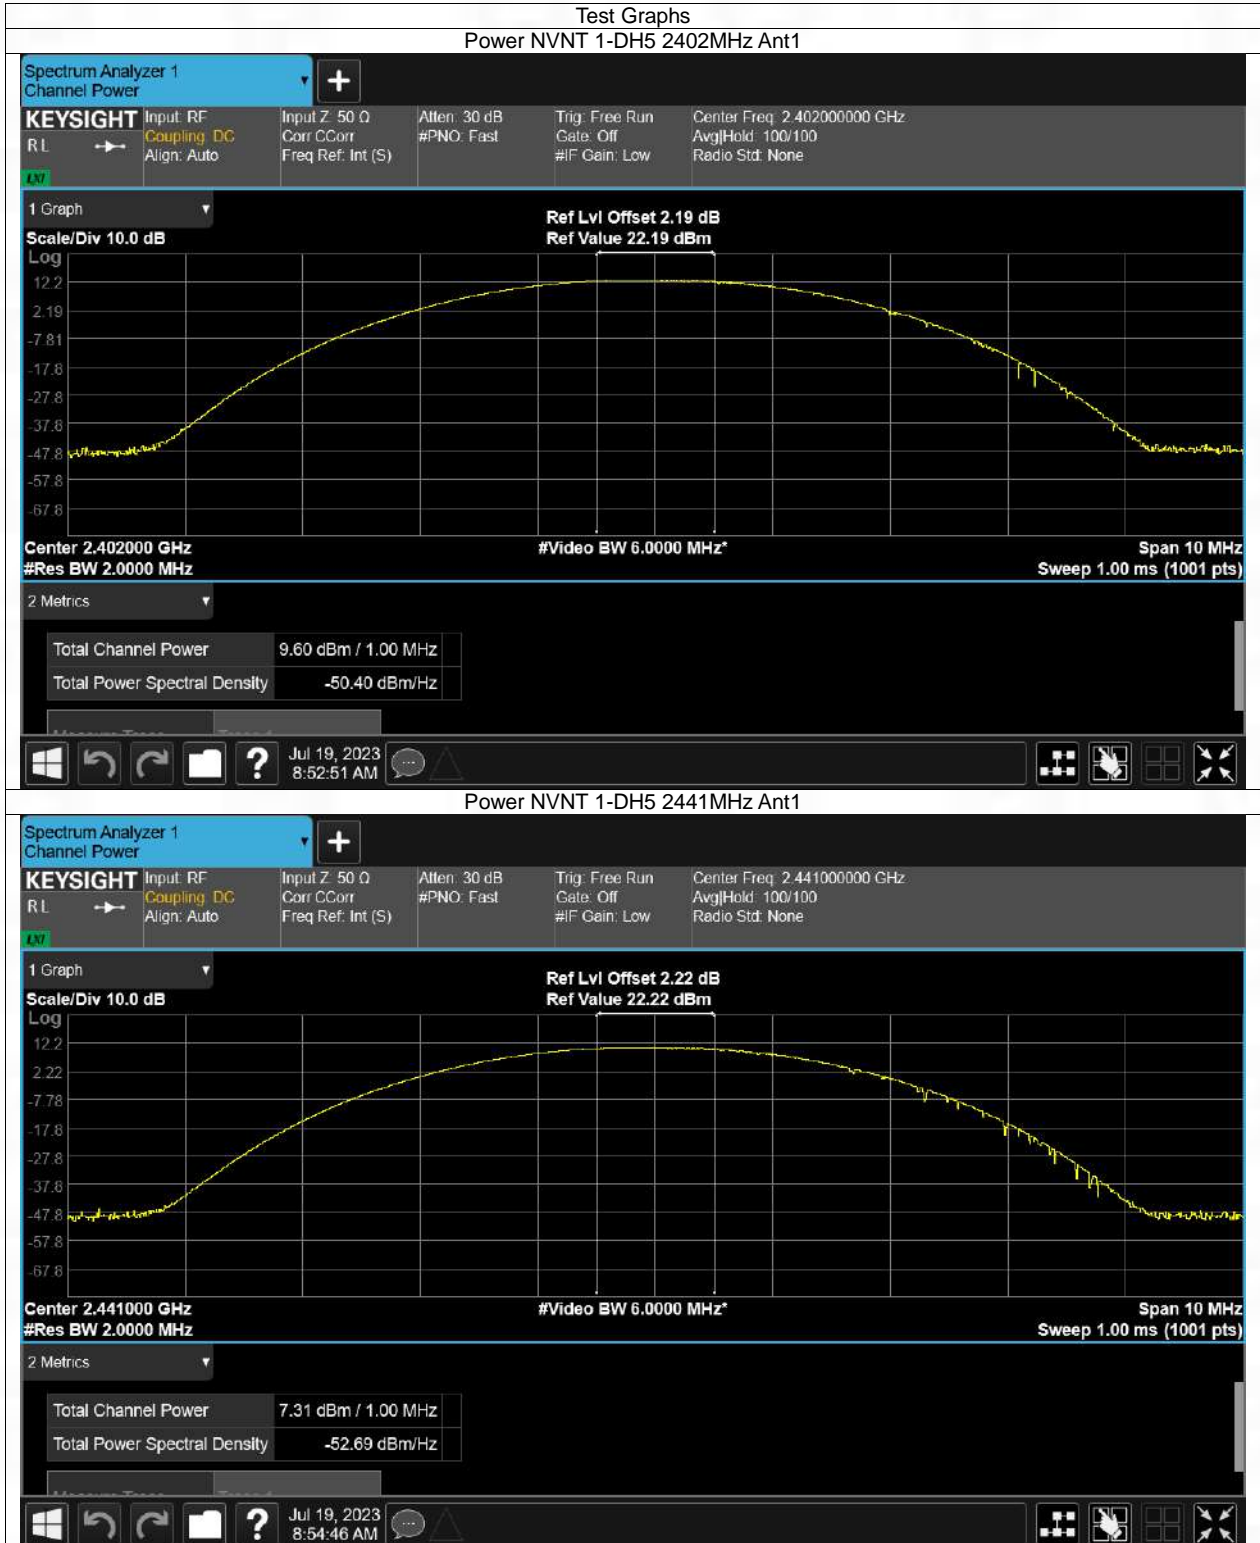 Test Graphs
Power NVNT 1-DH5 2402MHz Ant1
Spectrum Analyzer 1
Channel Power
KEYSIGHT Input: RF Input Z: 50 Ω Atten: 30 dB Trig: Free Run Center Freq: 2.402000000 GHz
RL Coupling: DC Corr CCorr #PNO: Fast Gate: Off Avg|Hold: 100/100
Align: Auto Freq Ref: Int (S) #IF Gain: Low Radio Std: None
LXI
1 Graph
Ref Lvl Offset 2.19 dB
Scale/Div 10.0 dB Ref Value 22.19 dBm
Log
12.2
2.19
-7.81
-17.8
-27.8
-37.8
-47.8
-57.8
-67.8
Center 2.402000 GHz #Video BW 6.0000 MHz* Span 10 MHz
#Res BW 2.0000 MHz Sweep 1.00 ms (1001 pts)
2 Metrics
Total Channel Power 9.60 dBm / 1.00 MHz
Total Power Spectral Density -50.40 dBm/Hz
Jul 19, 2023
8:52:51 AM
Power NVNT 1-DH5 2441MHz Ant1
Spectrum Analyzer 1
Channel Power
KEYSIGHT Input: RF Input Z: 50 Ω Atten: 30 dB Trig: Free Run Center Freq: 2.441000000 GHz
RL Coupling: DC Corr CCorr #PNO: Fast Gate: Off Avg|Hold: 100/100
Align: Auto Freq Ref: Int (S) #IF Gain: Low Radio Std: None
LXI
1 Graph
Ref Lvl Offset 2.22 dB
Scale/Div 10.0 dB Ref Value 22.22 dBm
Log
12.2
2.22
-7.78
-17.8
-27.8
-37.8
-47.8
-57.8
-67.8
Center 2.441000 GHz #Video BW 6.0000 MHz* Span 10 MHz
#Res BW 2.0000 MHz Sweep 1.00 ms (1001 pts)
2 Metrics
Total Channel Power 7.31 dBm / 1.00 MHz
Total Power Spectral Density -52.69 dBm/Hz
Jul 19, 2023
8:54:46 AM